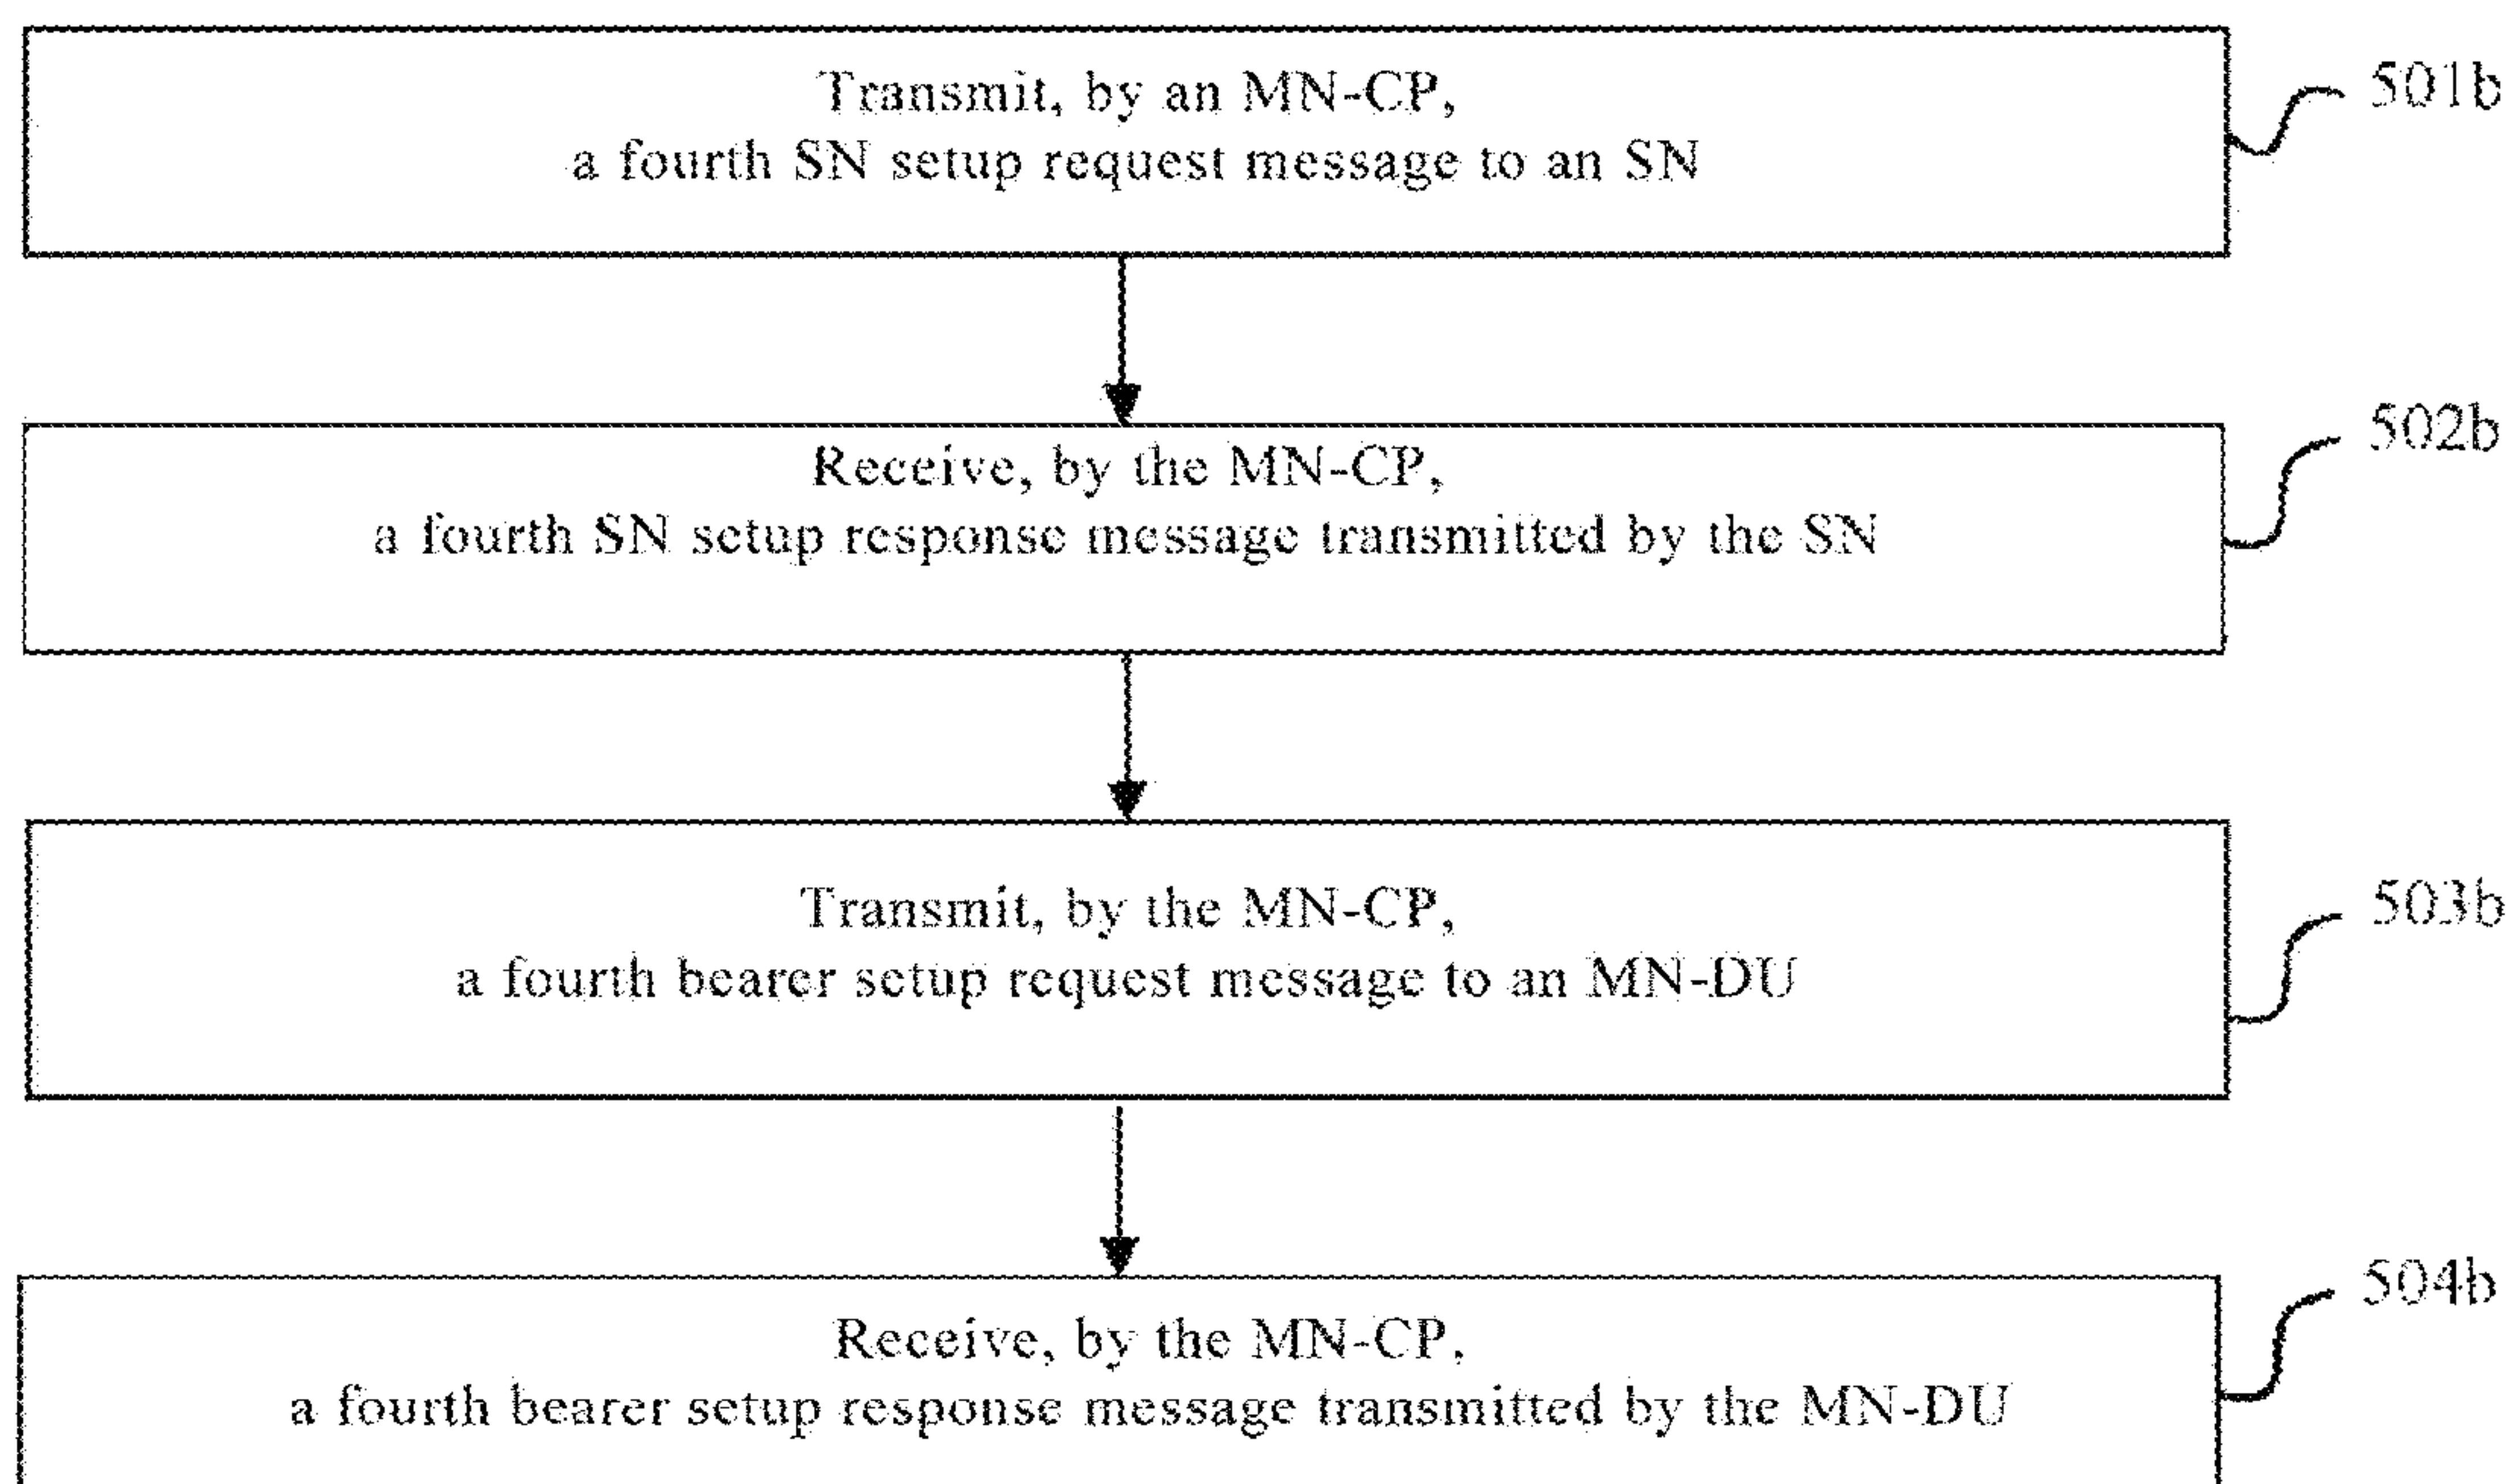 Transmit, by an MN-CP,
a fourth SN setup request message to an SN
501b
Receive, by the MN-CP,
a fourth SN setup response message transmitted by the SN
502b
Transmit, by the MN-CP,
a fourth bearer setup request message to an MN-DU
503b
Receive, by the MN-CP,
a fourth bearer setup response message transmitted by the MN-DU
504b